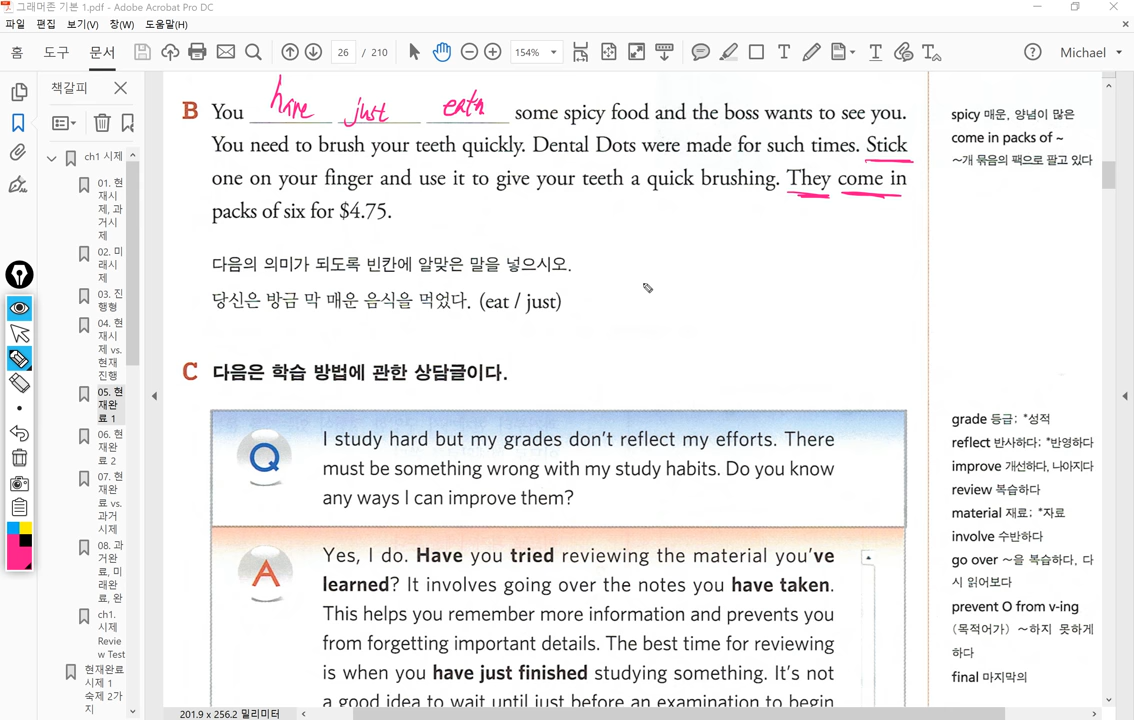 그래머존 기본 1.pdf - Adobe Acrobat Pro DC
파일 편집 보기(V) 창(W) 도움말(H)
홈 도구 문서 26 / 210 154% Michael
책갈피
ch1 시제
01. 현
재시
제, 과
거시
제
02. 미
래시
제
03. 진
행형
04. 현
재시
제 vs.
현재
진행
05. 현
재완
료 1
06. 현
재완
료 2
07. 현
재완
료 vs.
과거
시제
08. 과
거완
료, 미
래완
료, 완
ch1.
시제
Revie
w Test
현재완료
시제 1
숙제 2가
지
B You have just eatn some spicy food and the boss wants to see you.
You need to brush your teeth quickly. Dental Dots were made for such times. Stick
one on your finger and use it to give your teeth a quick brushing. They come in
packs of six for $4.75.
다음의 의미가 되도록 빈칸에 알맞은 말을 넣으시오.
당신은 방금 막 매운 음식을 먹었다. (eat / just)
C 다음은 학습 방법에 관한 상담글이다.
Q I study hard but my grades don't reflect my efforts. There
must be something wrong with my study habits. Do you know
any ways I can improve them?
A Yes, I do. Have you tried reviewing the material you've
learned? It involves going over the notes you have taken.
This helps you remember more information and prevents you
from forgetting important details. The best time for reviewing
is when you have just finished studying something. It's not
a good idea to wait until just before an examination to begin
spicy 매운, 양념이 많은
come in packs of ~
~개 묶음의 팩으로 팔고 있다
grade 등급; *성적
reflect 반사하다; *반영하다
improve 개선하다, 나아지다
review 복습하다
material 재료; *자료
involve 수반하다
go over ~을 복습하다, 다
시 읽어보다
prevent O from v-ing
(목적어가) ~하지 못하게
하다
final 마지막의
201.9 x 256.2 밀리미터